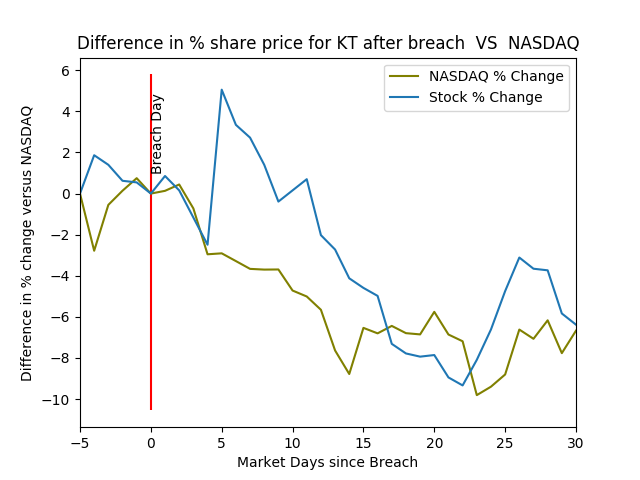 Difference in % share price for KT after breach  VS  NASDAQ
NASDAQ % Change
Stock % Change
Breach Day
Difference in % change versus NASDAQ
6
4
2
0
−2
−4
−6
−8
−10
−5 0 5 10 15 20 25 30
Market Days since Breach